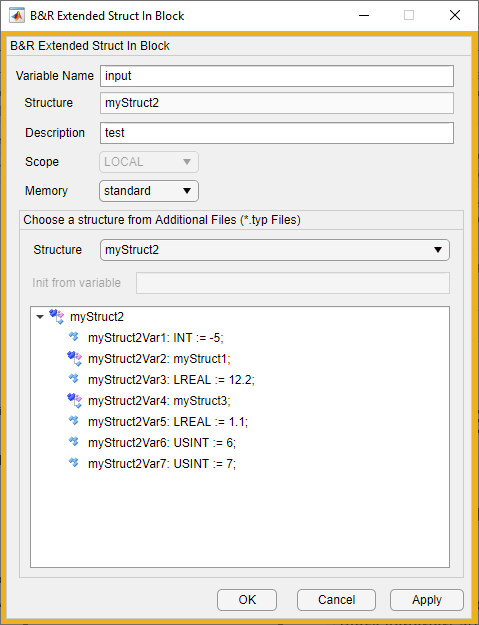 B&R Extended Struct In Block
B&R Extended Struct In Block
Variable Name input
Structure myStruct2
Description test
Scope LOCAL
Memory standard
Choose a structure from Additional Files (*.typ Files)
Structure myStruct2
Init from variable
myStruct2
myStruct2Var1: INT := -5;
myStruct2Var2: myStruct1;
myStruct2Var3: LREAL := 12.2;
myStruct2Var4: myStruct3;
myStruct2Var5: LREAL := 1.1;
myStruct2Var6: USINT := 6;
myStruct2Var7: USINT := 7;
OK Cancel Apply